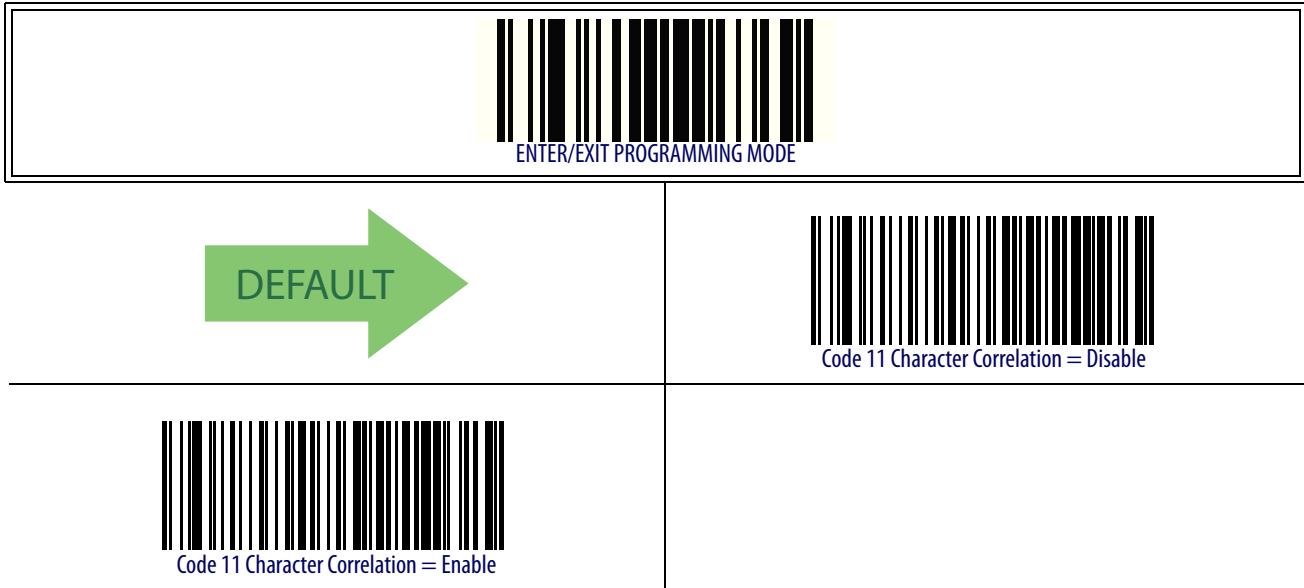 ENTER/EXIT PROGRAMMING MODE
DEFAULT
Code 11 Character Correlation = Disable
Code 11 Character Correlation = Enable